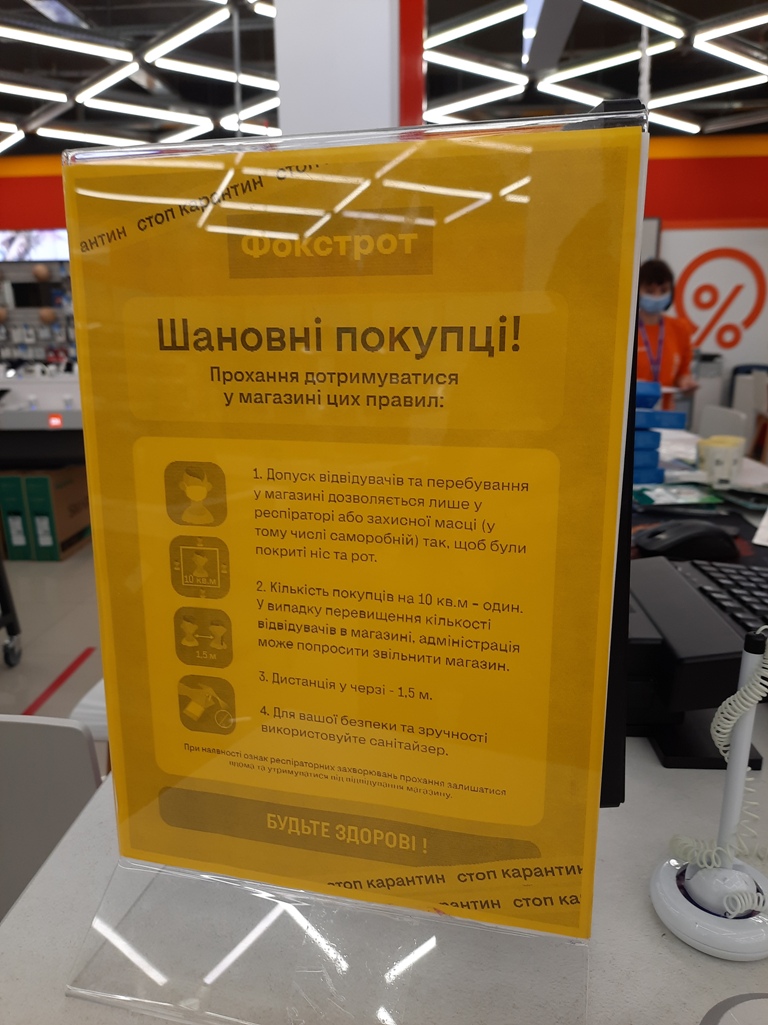 антин стоп карантин стоп
Фокстрот
Шановні покупці!
Прохання дотримуватися
у магазині цих правил:
1. Допуск відвідувачів та перебування
у магазині дозволяється лише у
респіраторі або захисної масці (у
тому числі саморобній) так, щоб були
покриті ніс та рот.
10 кв.м
2. Кількість покупців на 10 кв.м – один.
У випадку перевищення кількості
відвідувачів в магазині, адміністрація
може попросити звільнити магазин.
1,5 м
3. Дистанція у черзі - 1,5 м.
4. Для вашої безпеки та зручності
використовуйте санітайзер.
При наявності ознак респіраторних захворювань прохання залишатися
вдома та утримуватися від відвідування магазину.
БУДЬТЕ ЗДОРОВІ !
стоп карантин стоп карантин
рантин стоп ка
%